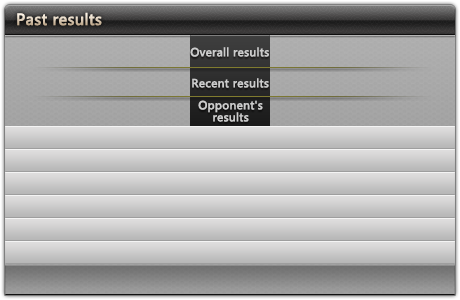 Past results
Overall results
Recent results
Opponent's
results